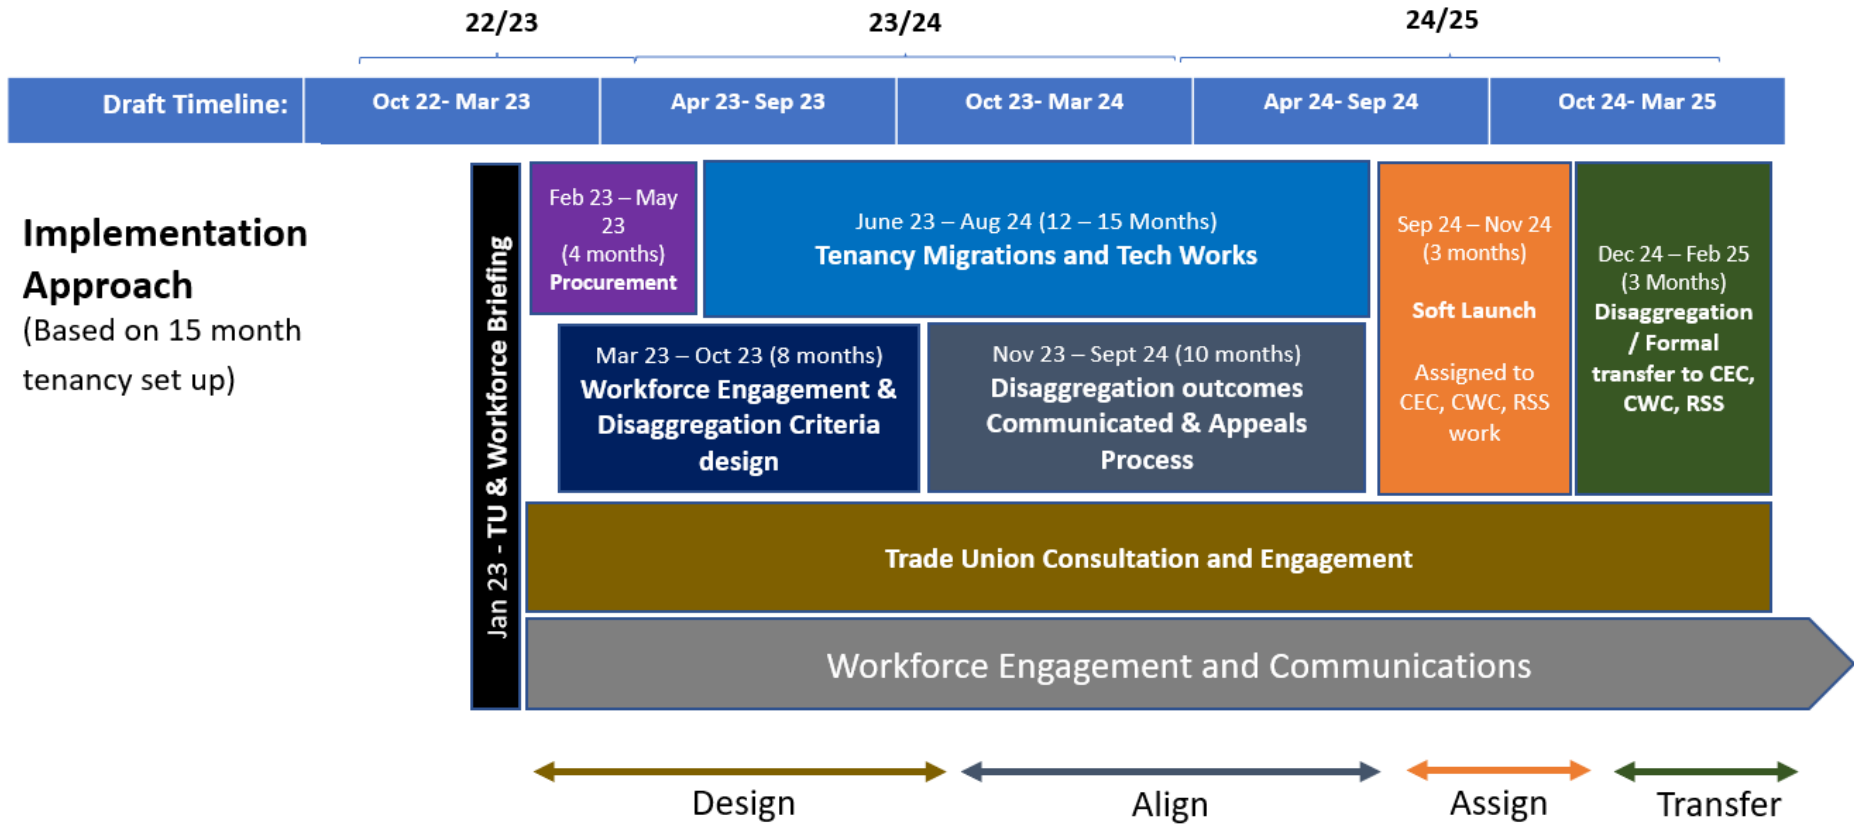 22/23
23/24
24/25
Draft Timeline:
Oct 22- Mar 23
Apr 23- Sep 23
Oct 23- Mar 24
Apr 24- Sep 24
Oct 24- Mar 25
Implementation
Approach
(Based on 15 month
tenancy set up)
Jan 23 - TU & Workforce Briefing
Feb 23 – May
23
(4 months)
Procurement
June 23 – Aug 24 (12 – 15 Months)
Tenancy Migrations and Tech Works
Sep 24 – Nov 24
(3 months)
Soft Launch
Assigned to
CEC, CWC, RSS
work
Dec 24 – Feb 25
(3 Months)
Disaggregation
/ Formal
transfer to CEC,
CWC, RSS
Mar 23 – Oct 23 (8 months)
Workforce Engagement &
Disaggregation Criteria
design
Nov 23 – Sept 24 (10 months)
Disaggregation outcomes
Communicated & Appeals
Process
Trade Union Consultation and Engagement
Workforce Engagement and Communications
Design
Align
Assign
Transfer